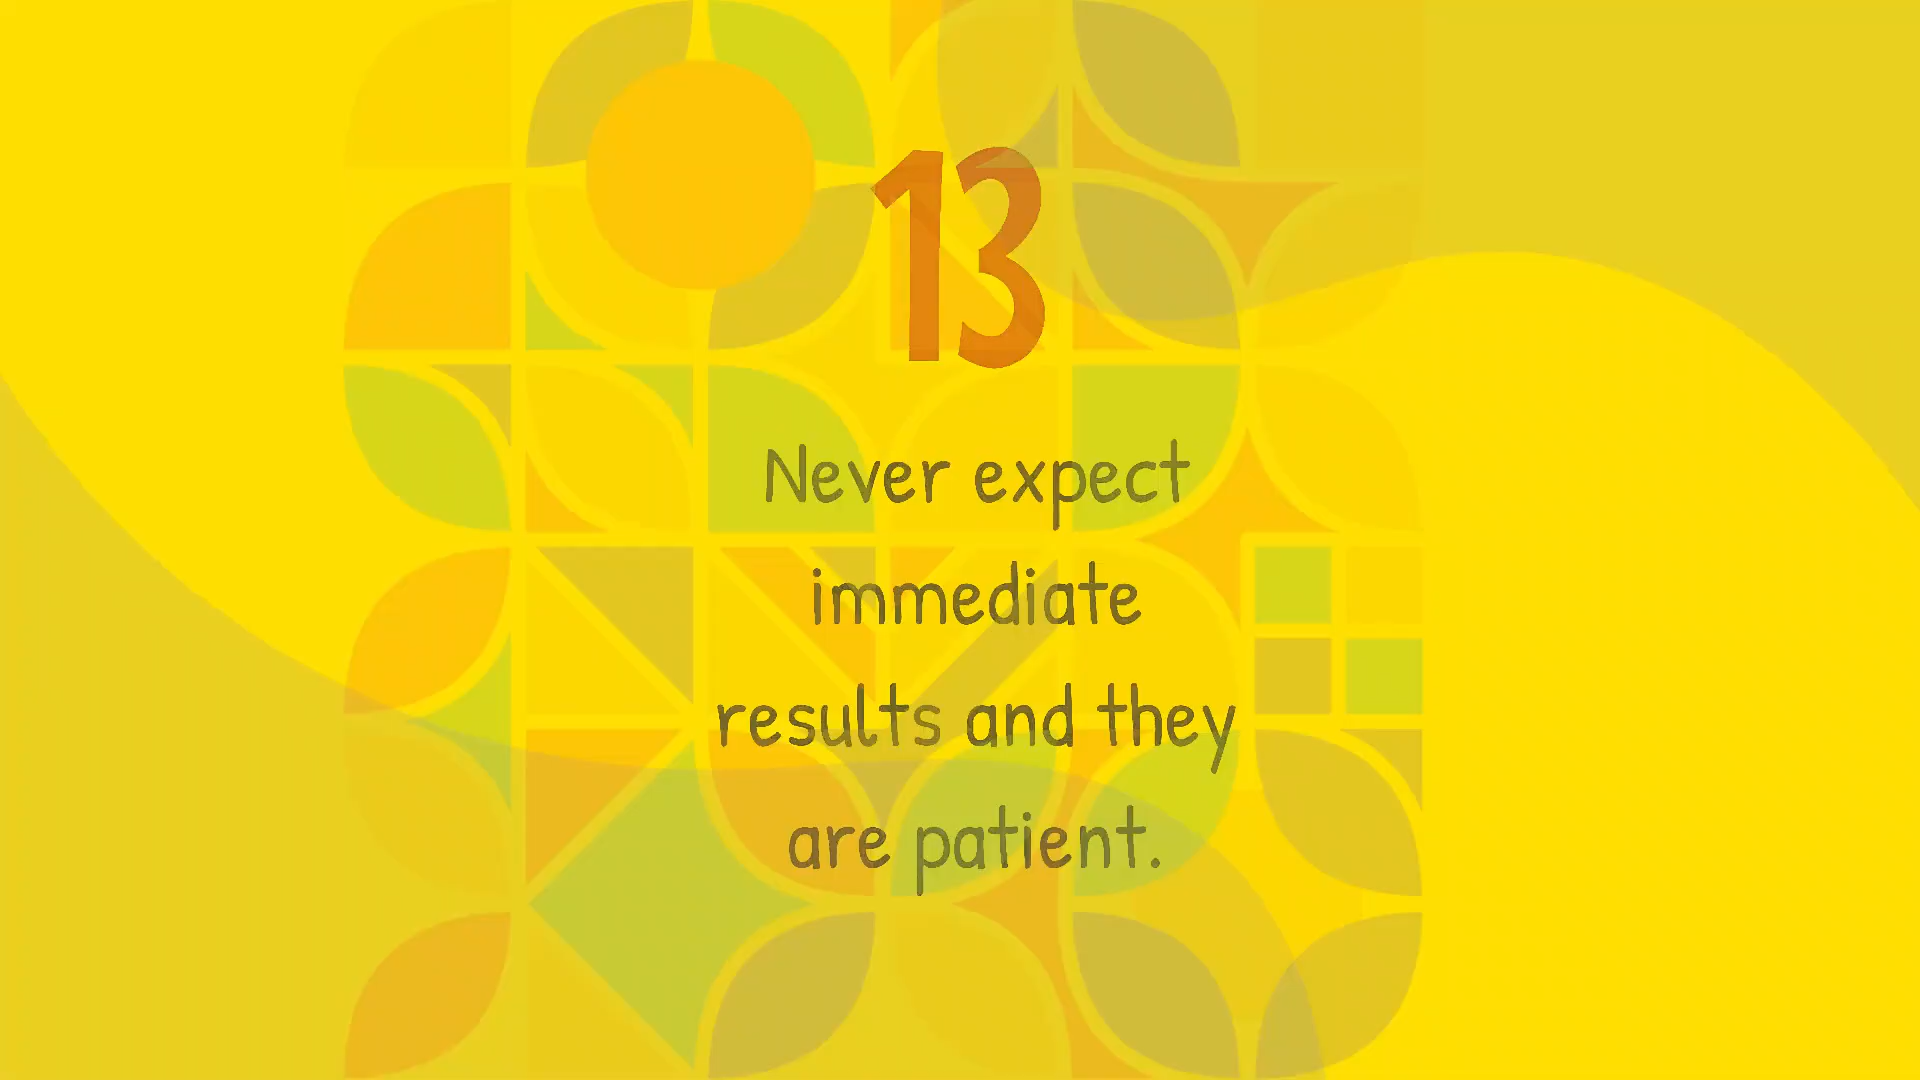 13
Never expect
immediate
results and they
are patient.